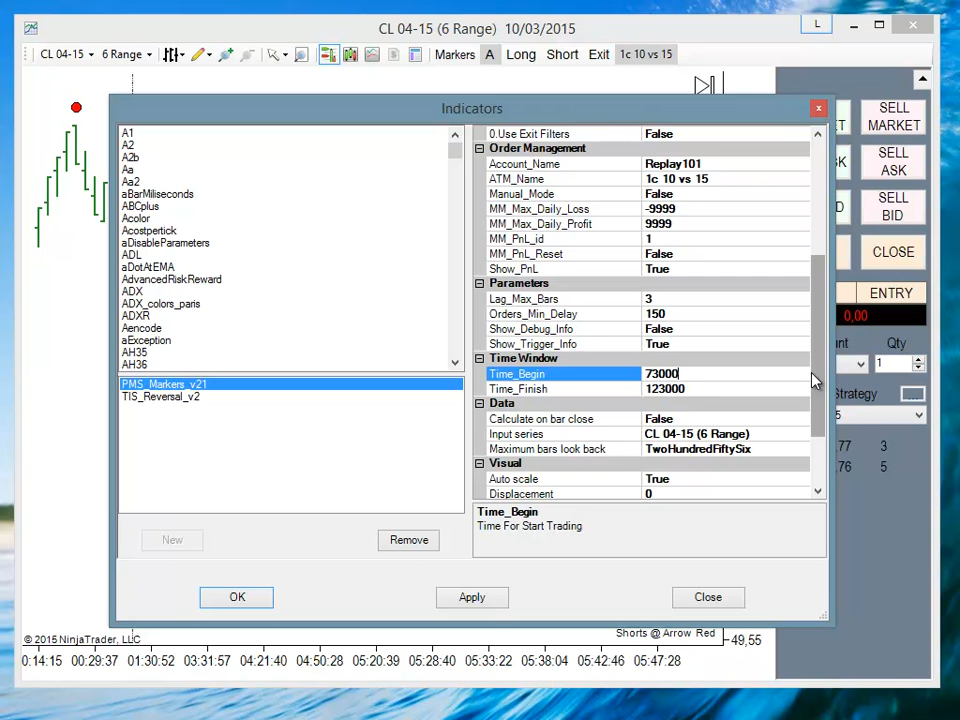 CL 04-15 (6 Range)  10/03/2015
L
CL 04-15 6 Range Markers A Long Short Exit 1c 10 vs 15
Indicators
x
A1
A2
A2b
Aa
Aa2
aBarMiliseconds
ABCplus
Acolor
Acostpertick
aDisableParameters
ADL
aDotAtEMA
AdvancedRiskReward
ADX
ADX_colors_paris
ADXR
Aencode
aException
AH35
AH36
PMS_Markers_v21
TIS_Reversal_v2
New
Remove
0.Use Exit Filters False
Order Management
Account_Name Replay101
ATM_Name 1c 10 vs 15
Manual_Mode False
MM_Max_Daily_Loss -9999
MM_Max_Daily_Profit 9999
MM_PnL_id 1
MM_PnL_Reset False
Show_PnL True
Parameters
Lag_Max_Bars 3
Orders_Min_Delay 150
Show_Debug_Info False
Show_Trigger_Info True
Time Window
Time_Begin 73000
Time_Finish 123000
Data
Calculate on bar close False
Input series CL 04-15 (6 Range)
Maximum bars look back TwoHundredFiftySix
Visual
Auto scale True
Displacement 0
Time_Begin
Time For Start Trading
OK
Apply
Close
ET
SELL
MARKET
SK
SELL
ASK
D
SELL
BID
CLOSE
ENTRY
0,00
unt Qty
1
Strategy
5
,77 3
,76 5
© 2015 NinjaTrader, LLC
Shorts @ Arrow Red
49,55
0:14:15 00:29:37 01:30:52 03:31:57 04:21:40 04:50:28 05:20:39 05:28:40 05:33:22 05:38:04 05:42:46 05:47:28